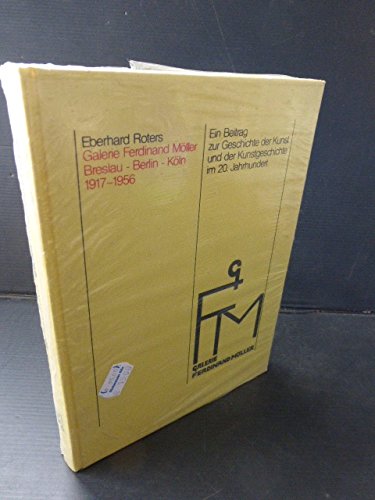 Eberhard Roters
Galerie Ferdinand Möller
Breslau - Berlin - Köln
1917-1956
Ein Beitrag
zur Geschichte der Kunst
und der Kunstgeschichte
im 20. Jahrhundert
G
FM
GALERIE
FERDINAND MÖLLER